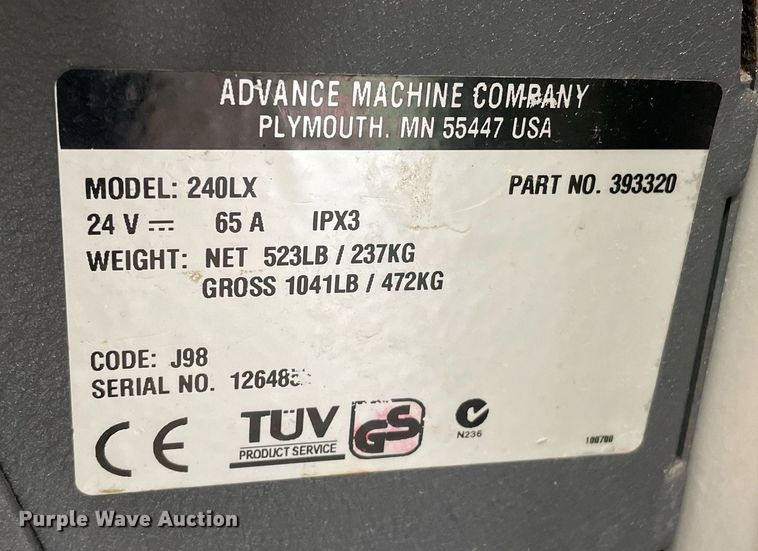 ADVANCE MACHINE COMPANY
PLYMOUTH, MN 55447 USA
MODEL: 240LX
PART NO. 393320
24 V 65 A IPX3
WEIGHT: NET 523LB / 237KG
GROSS 1041LB / 472KG
CODE: J98
SERIAL NO.
CE
TÜV
PRODUCT SERVICE
GS
N236
100700
Purple Wave Auction